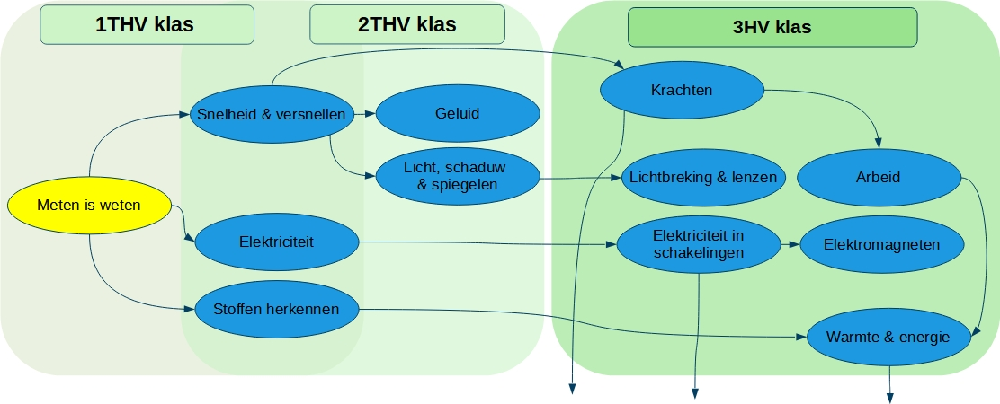 1THV klas
2THV klas
3HV klas
Krachten
Snelheid & versnellen
Geluid
Licht, schaduw
& spiegelen
Lichtbreking & lenzen
Arbeid
Meten is weten
Elektriciteit
Elektriciteit in
schakelingen
Elektromagneten
Stoffen herkennen
Warmte & energie